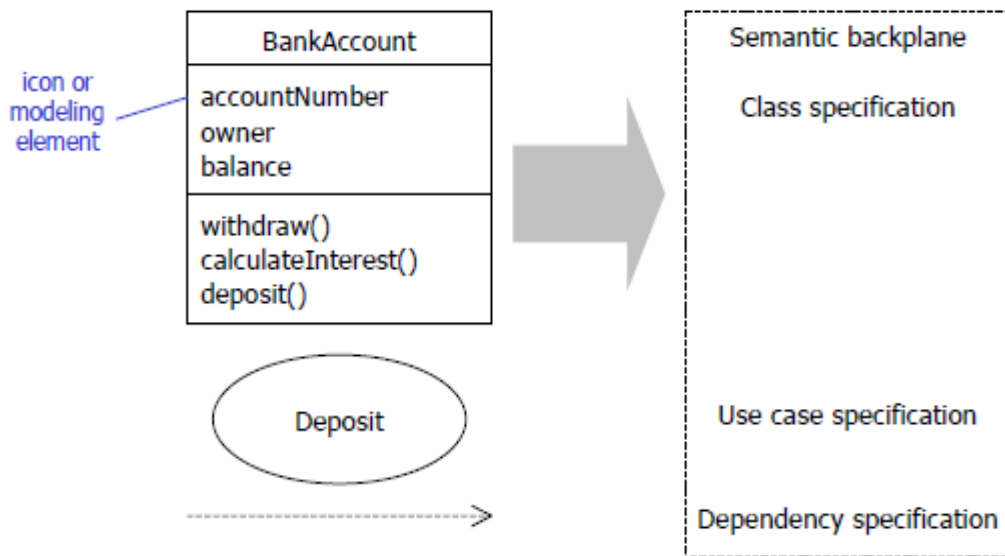 BankAccount
icon or
modeling
element
accountNumber
owner
balance
withdraw()
calculateInterest()
deposit()
Deposit
Semantic backplane
Class specification
Use case specification
Dependency specification